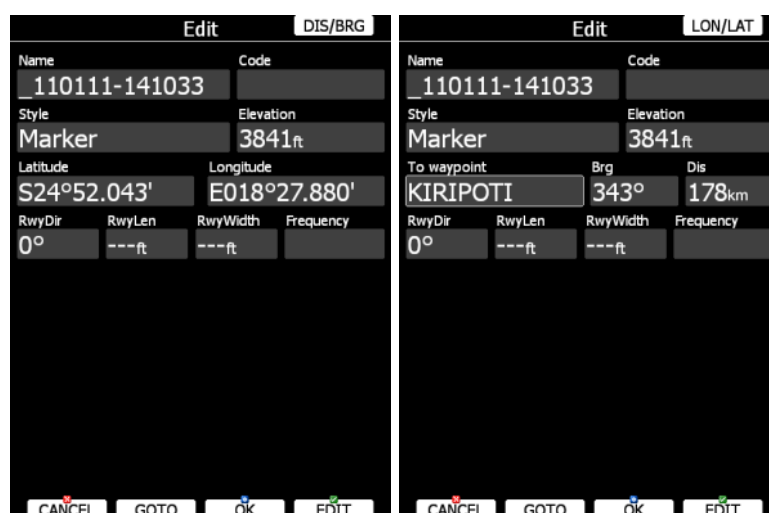 Edit DIS/BRG
Name Code
_110111-141033
Style Elevation
Marker 3841ft
Latitude Longitude
S24°52.043' E018°27.880'
RwyDir RwyLen RwyWidth Frequency
0° ---ft ---ft
CANCEL GOTO OK EDIT
Edit LON/LAT
Name Code
_110111-141033
Style Elevation
Marker 3841ft
To waypoint Brg Dis
KIRIPOTI 343° 178km
RwyDir RwyLen RwyWidth Frequency
0° ---ft ---ft
CANCEL GOTO OK EDIT